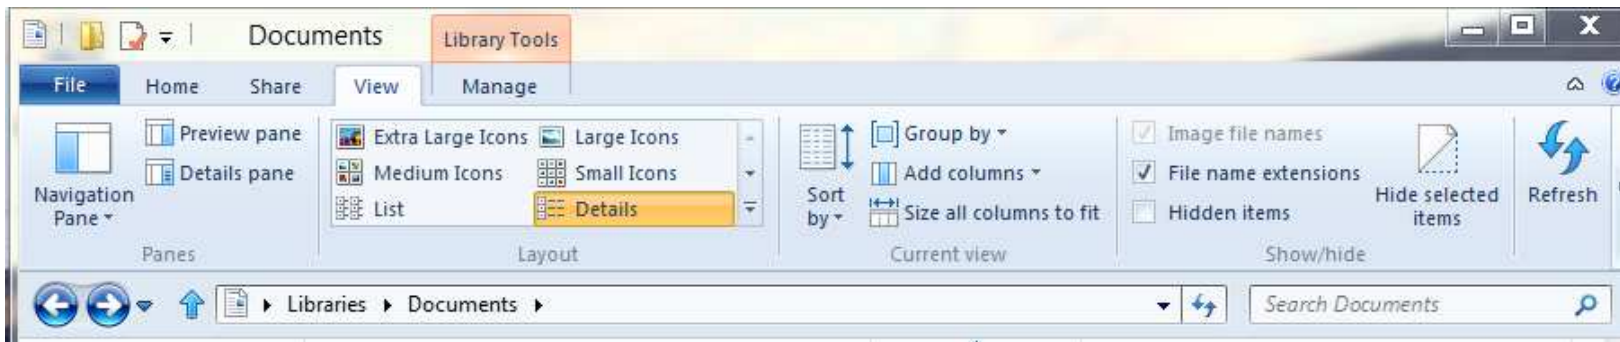 Documents
Library Tools
File
Home
Share
View
Manage
Navigation
Pane
Preview pane
Details pane
Panes
Extra Large Icons
Large Icons
Medium Icons
Small Icons
List
Details
Layout
Sort
by
Group by
Add columns
Size all columns to fit
Current view
Image file names
File name extensions
Hidden items
Hide selected
items
Show/hide
Refresh
Libraries
Documents
Search Documents